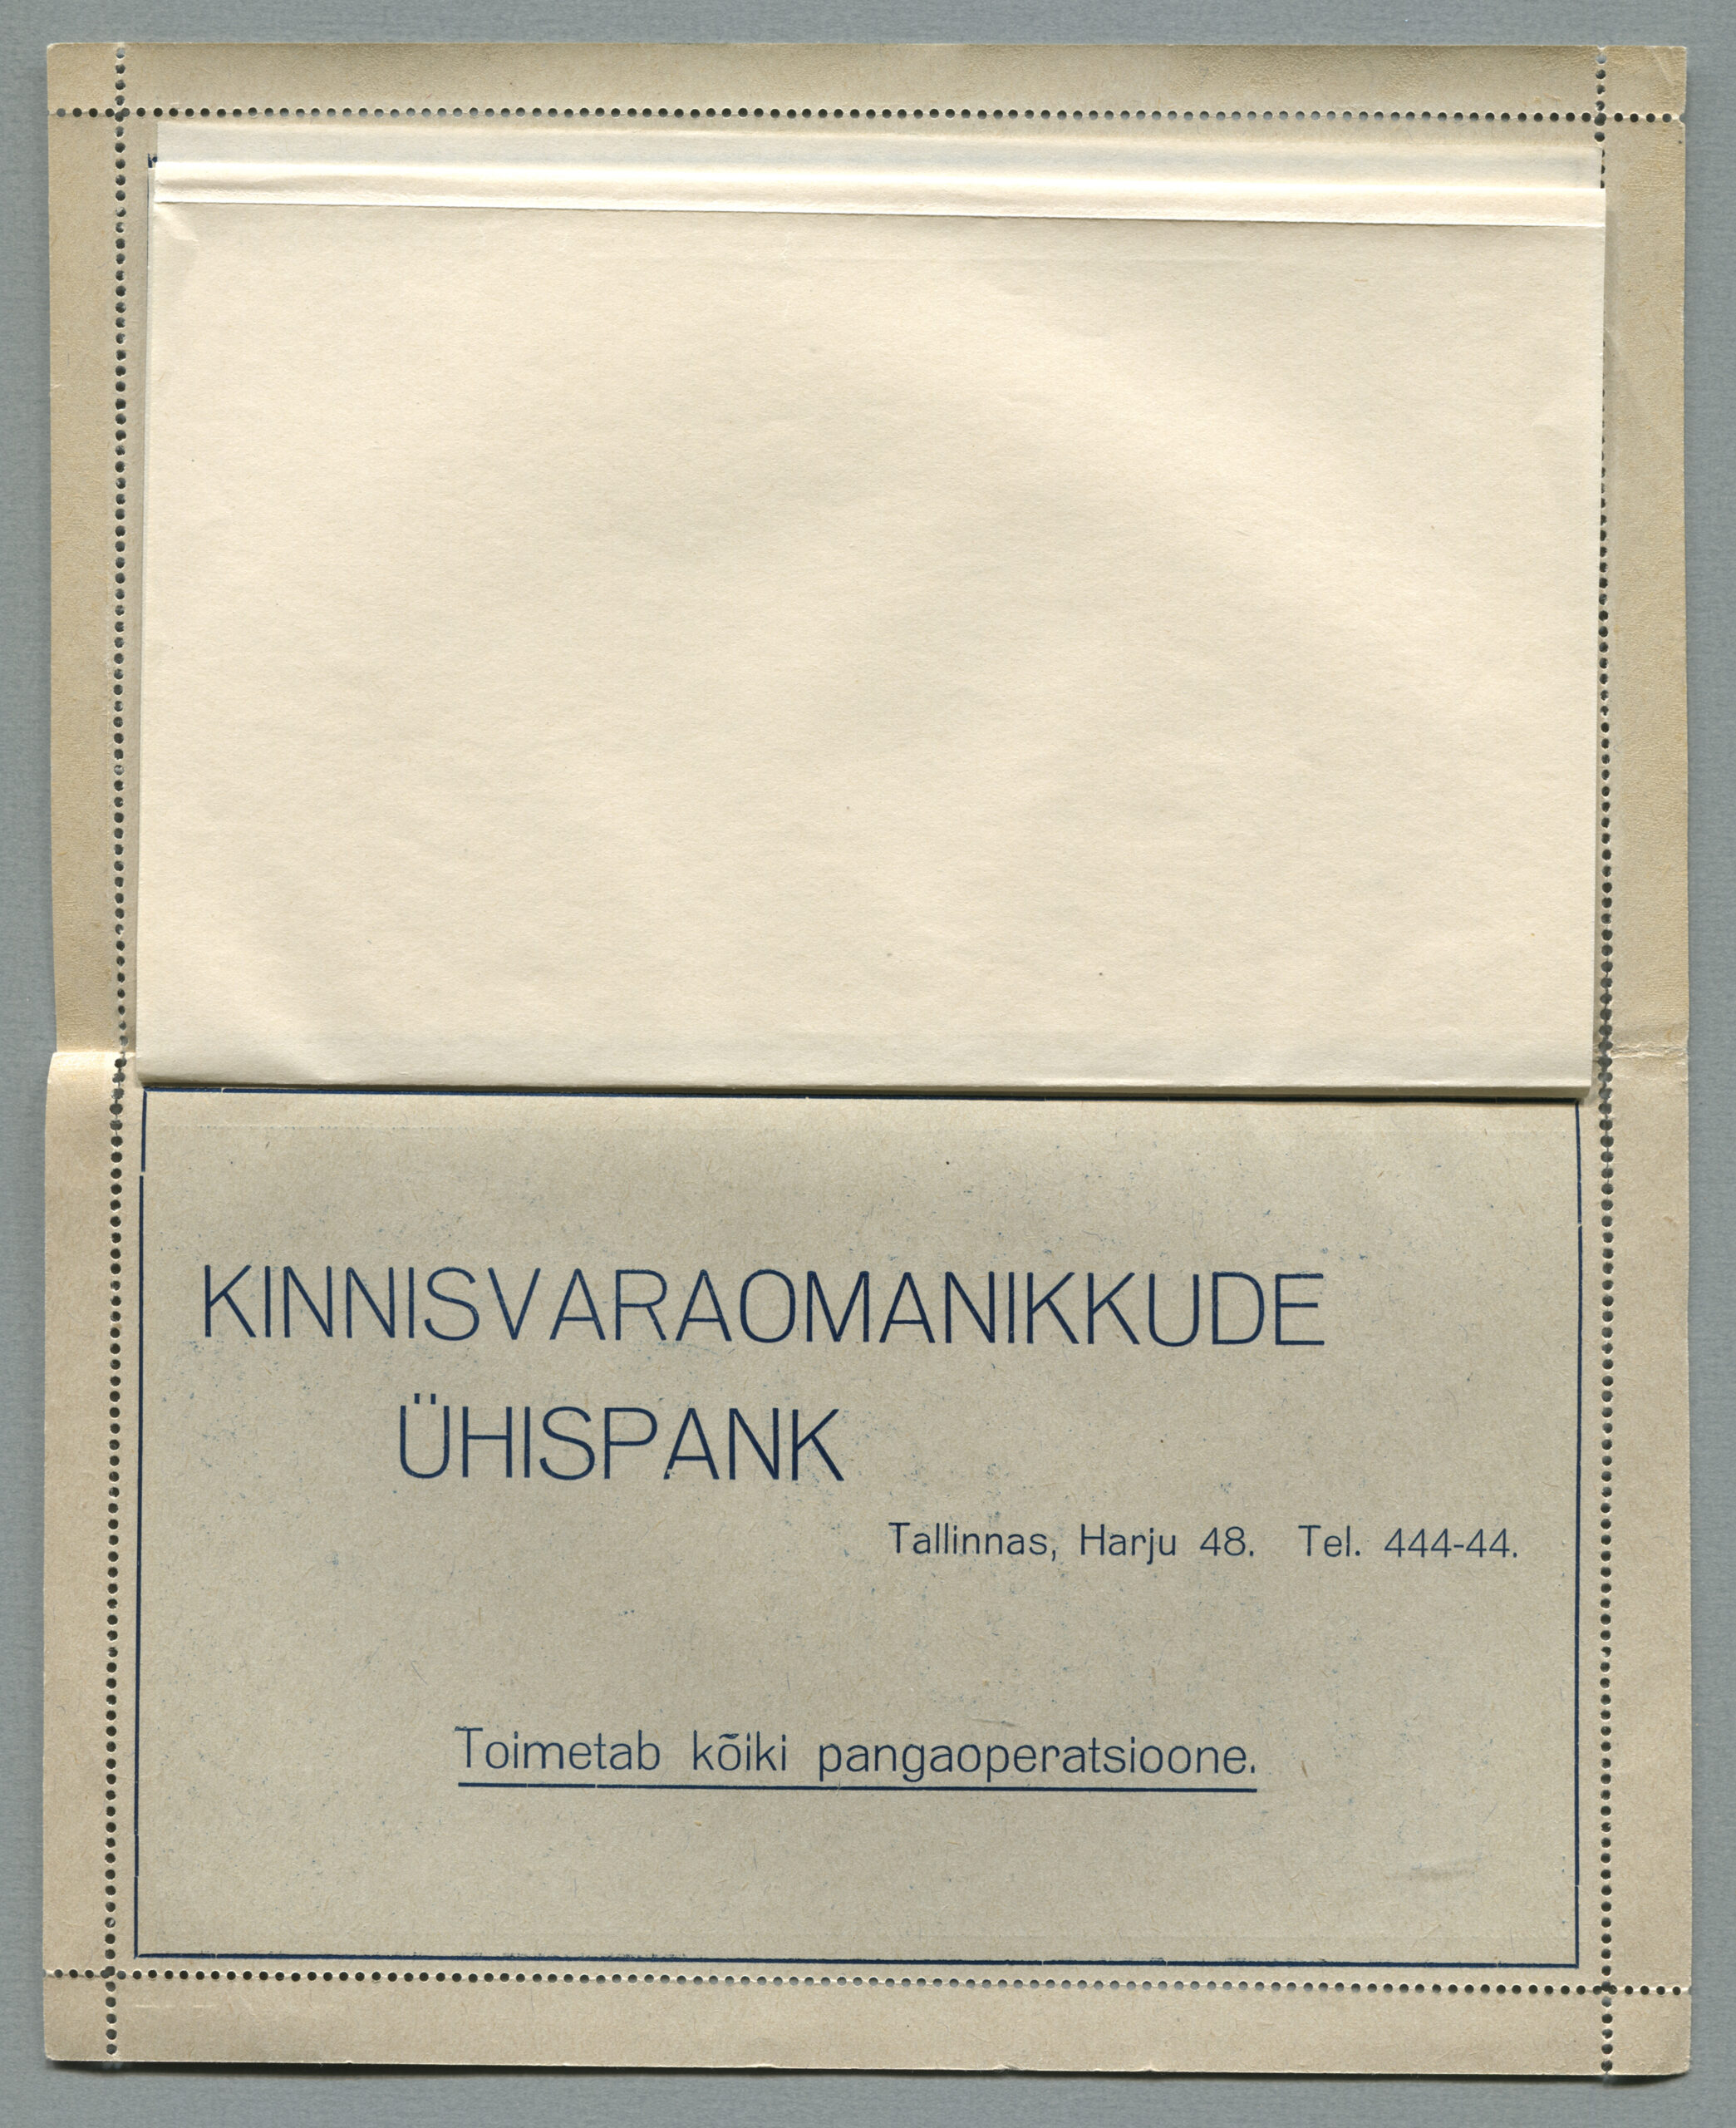 KINNISVARAOMANIKKUDE
ÜHISPANK
Tallinnas, Harju 48. Tel. 444-44.
Toimetab kõiki pangaoperatsioone.